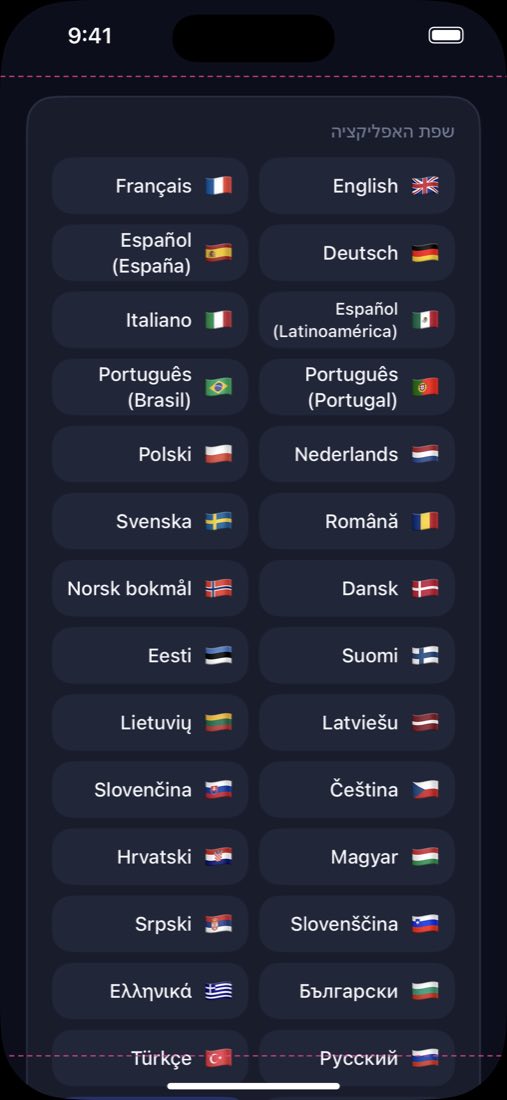 9:41
שפת האפליקציה
English
Français
Deutsch
Español
(España)
Español
(Latinoamérica)
Italiano
Português
(Portugal)
Português
(Brasil)
Nederlands
Polski
Română
Svenska
Dansk
Norsk bokmål
Suomi
Eesti
Latviešu
Lietuvių
Čeština
Slovenčina
Magyar
Hrvatski
Slovenščina
Srpski
Български
Ελληνικά
Русский
Türkçe